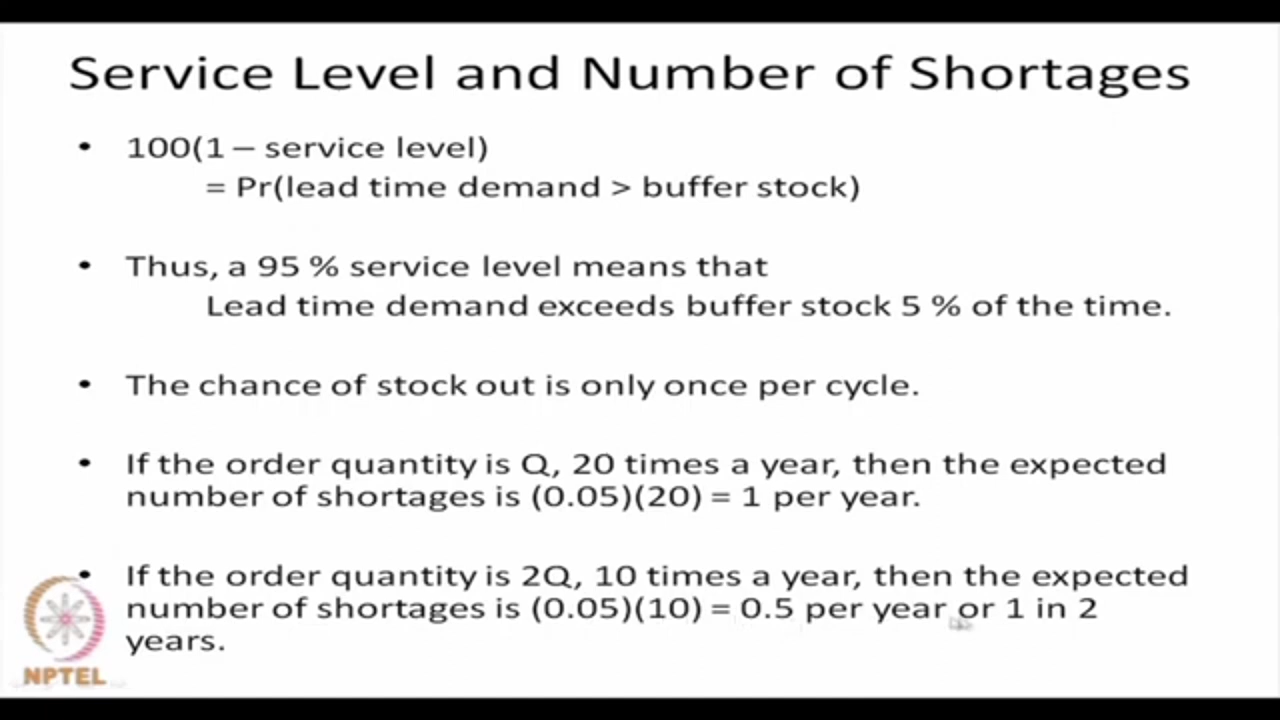 Service Level and Number of Shortages
• 100(1 – service level)
= Pr(lead time demand > buffer stock)
• Thus, a 95 % service level means that
Lead time demand exceeds buffer stock 5 % of the time.
• The chance of stock out is only once per cycle.
• If the order quantity is Q, 20 times a year, then the expected
number of shortages is (0.05)(20) = 1 per year.
• If the order quantity is 2Q, 10 times a year, then the expected
number of shortages is (0.05)(10) = 0.5 per year or 1 in 2
years.
NPTEL